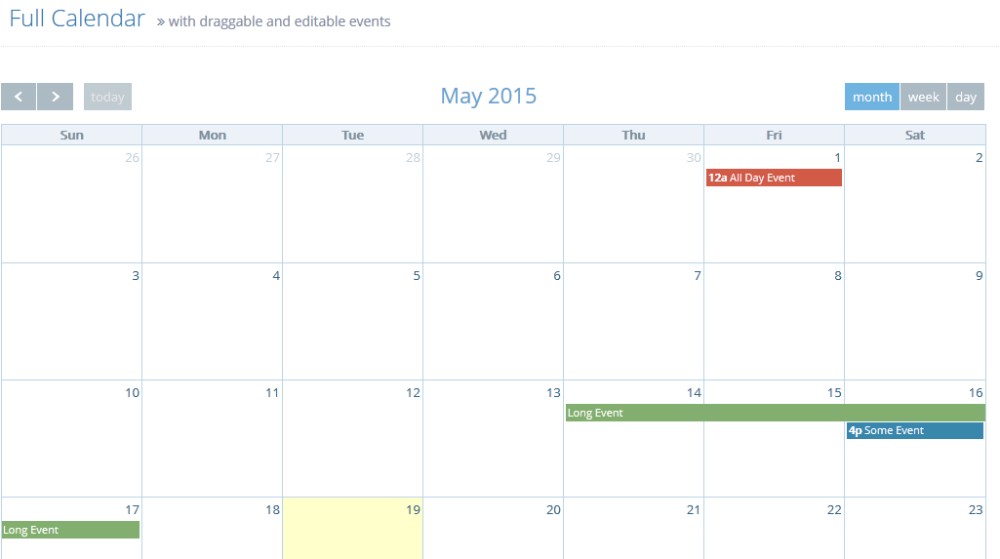 Full Calendar » with draggable and editable events
< > today May 2015 month week day
Sun Mon Tue Wed Thu Fri Sat
26 27 28 29 30 1 2
12a All Day Event
3 4 5 6 7 8 9
10 11 12 13 14 15 16
Long Event
4p Some Event
17 18 19 20 21 22 23
Long Event